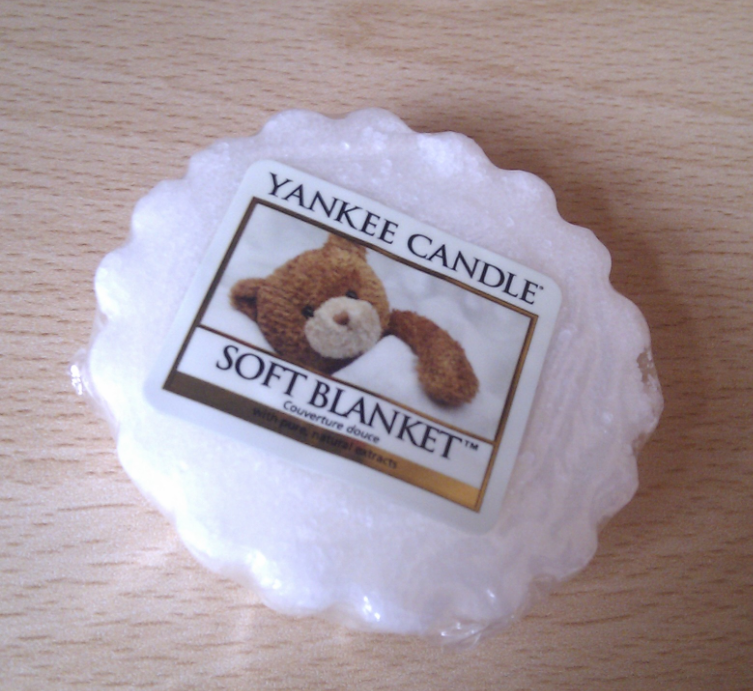 YANKEE CANDLE®
SOFT BLANKET™
Couverture douce
with pure, natural extracts